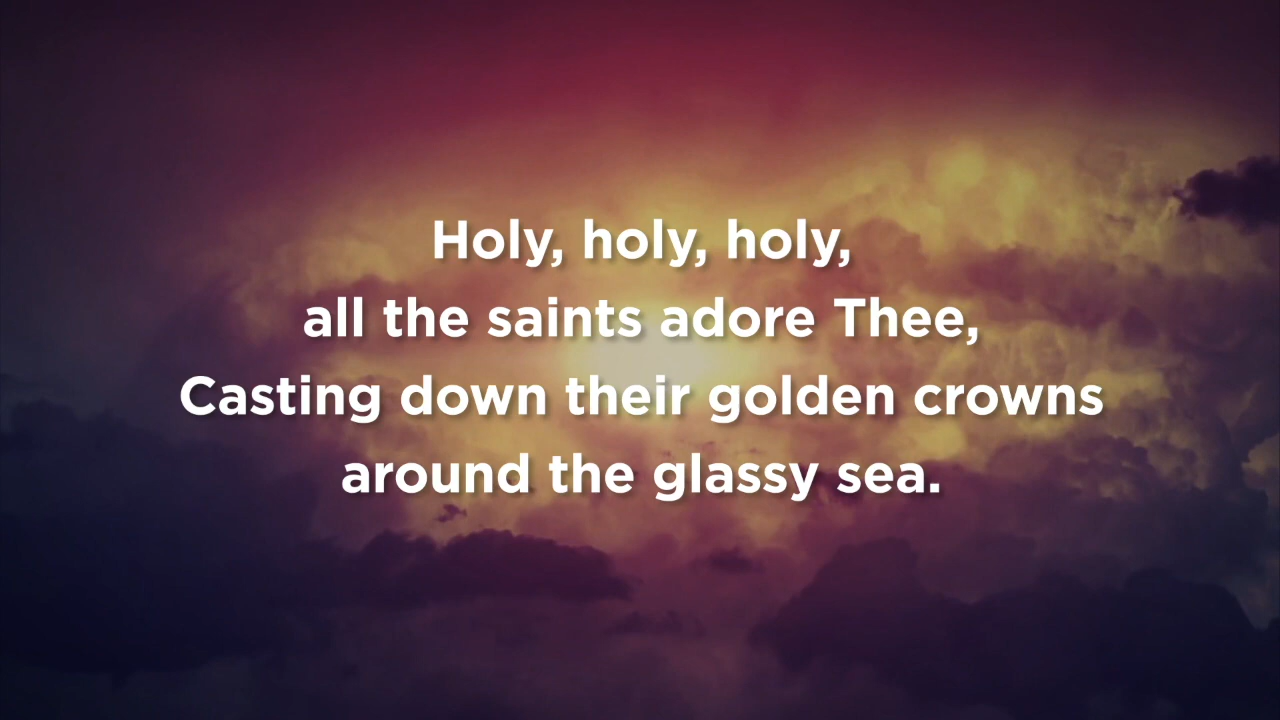 Holy, holy, holy,
all the saints adore Thee,
Casting down their golden crowns
around the glassy sea.